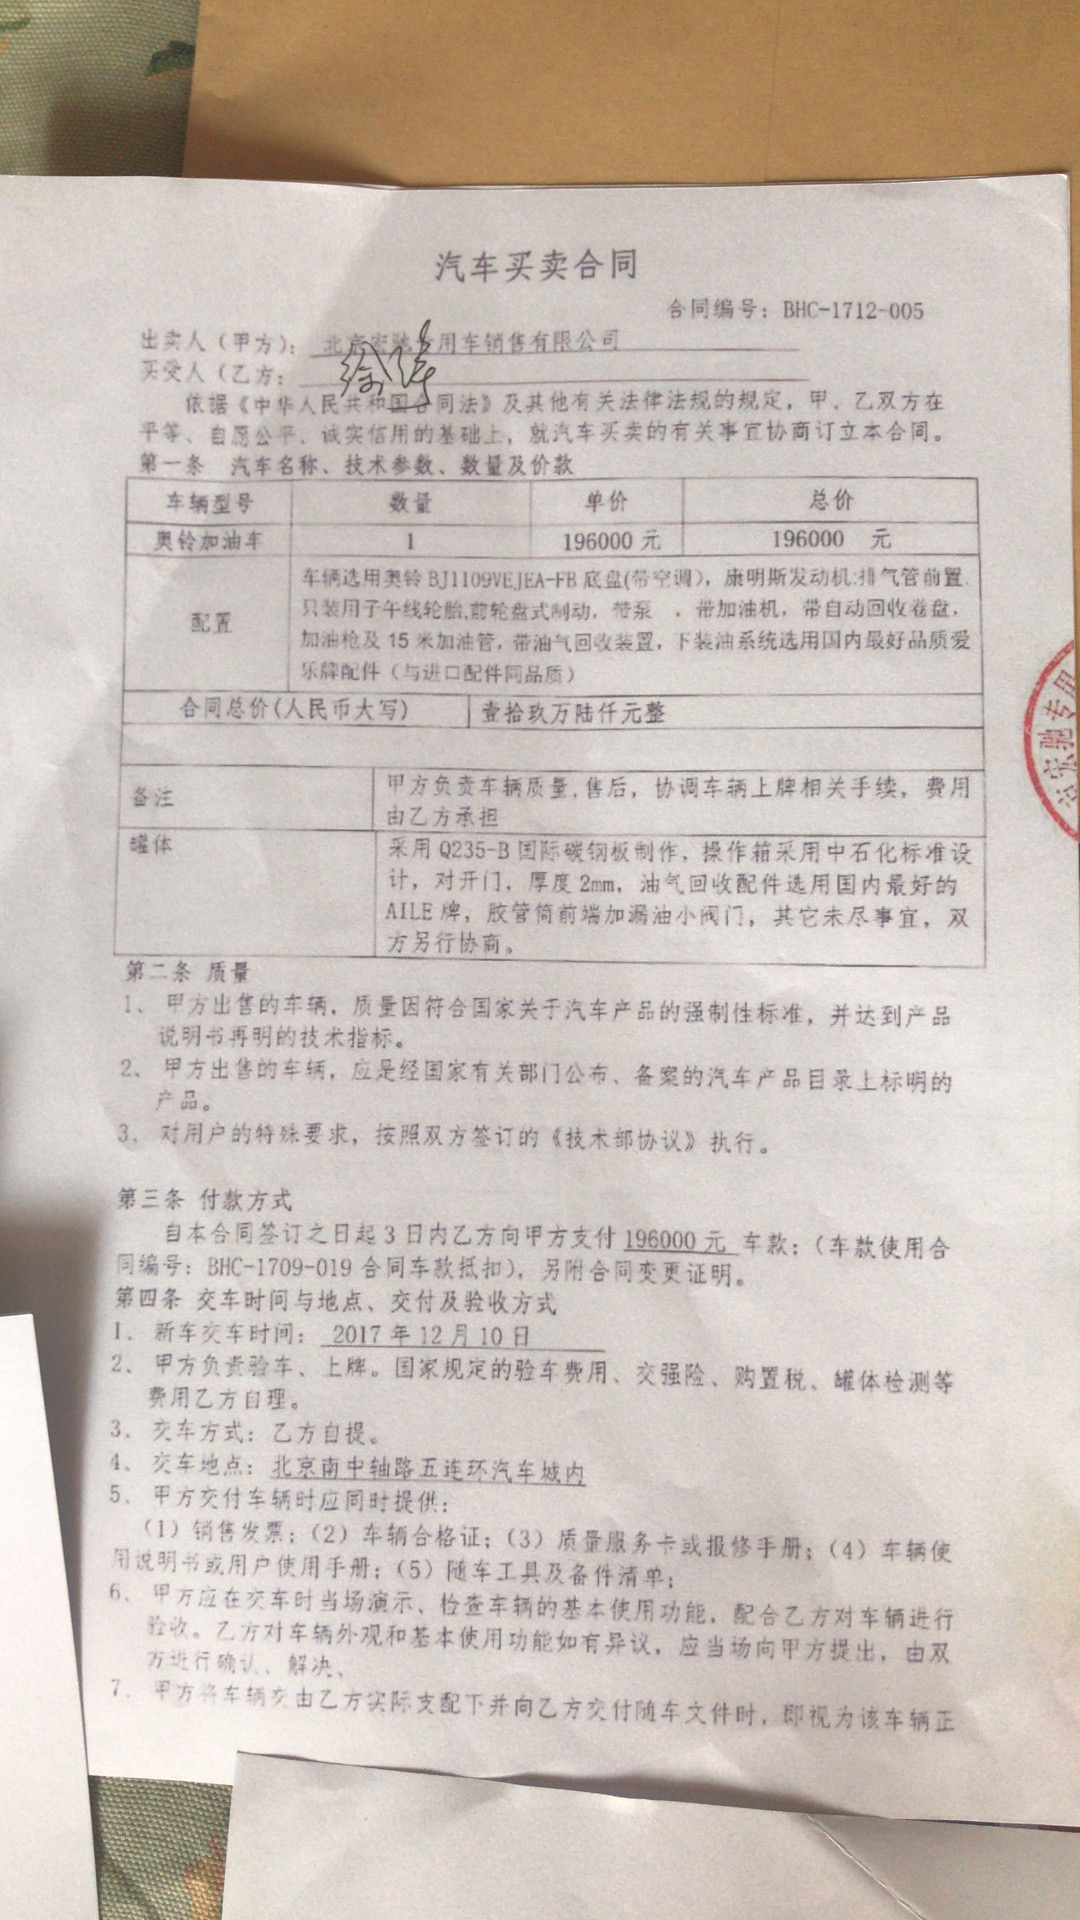 汽车买卖合同
合同编号：BHC-1712-005
出卖人（甲方）：北京宏驰 用车销售有限公司
买受人（乙方：
依据《中华人民共和国合同法》及其他有关法律法规的规定，甲、乙双方在
平等、自愿公平、诚实信用的基础上，就汽车买卖的有关事宜协商订立本合同。
第一条 汽车名称、技术参数、数量及价款
车辆型号 数量 单价 总价
奥铃加油车 1 196000 元 196000 元
配置
车辆选用奥铃 BJ1109VEJEA-FB 底盘(带空调)，康明斯发动机:排气管前置.
只装用子午线轮胎,前轮盘式制动，带泵 ，带加油机，带自动回收卷盘，
加油枪及 15 米加油管，带油气回收装置，下装油系统选用国内最好品质爱
乐牌配件（与进口配件同品质）
合同总价(人民币大写) 壹拾玖万陆仟元整
备注
甲方负责车辆质量,售后，协调车辆上牌相关手续，费用
由乙方承担
罐体
采用 Q235-B 国际碳钢板制作，操作箱采用中石化标准设
计，对开门，厚度 2mm，油气回收配件选用国内最好的
AILE 牌，胶管筒前端加漏油小阀门，其它未尽事宜，双
方另行协商。
第二条 质量
1、甲方出售的车辆，质量因符合国家关于汽车产品的强制性标准，并达到产品
说明书再明的技术指标。
2、甲方出售的车辆，应是经国家有关部门公布、备案的汽车产品目录上标明的
产品。
3、对用户的特殊要求，按照双方签订的《技术部协议》执行。
第三条 付款方式
自本合同签订之日起 3 日内乙方向甲方支付 196000 元 车款；（车款使用合
同编号：BHC-1709-019 合同车款抵扣），另附合同变更证明。
第四条 交车时间与地点、交付及验收方式
1、新车交车时间： 2017 年 12 月 10 日
2、甲方负责验车、上牌。国家规定的验车费用、交强险、购置税、罐体检测等
费用乙方自理。
3、交车方式：乙方自提。
4、交车地点：北京南中轴路五连环汽车城内
5、甲方交付车辆时应同时提供：
（1）销售发票；（2）车辆合格证；（3）质量服务卡或报修手册；（4）车辆使
用说明书或用户使用手册；（5）随车工具及备件清单；
6、甲方应在交车时当场演示、检查车辆的基本使用功能，配合乙方对车辆进行
验收。乙方对车辆外观和基本使用功能如有异议，应当场向甲方提出，由双
方进行确认、解决、
7、甲方将车辆交由乙方实际支配下并向乙方交付随车文件时，即视为该车辆正
宏驰专用